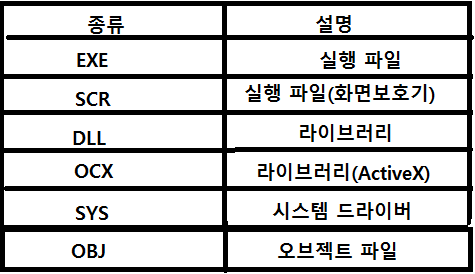 종류 설명
EXE 실행 파일
SCR 실행 파일(화면보호기)
DLL 라이브러리
OCX 라이브러리(ActiveX)
SYS 시스템 드라이버
OBJ 오브젝트 파일